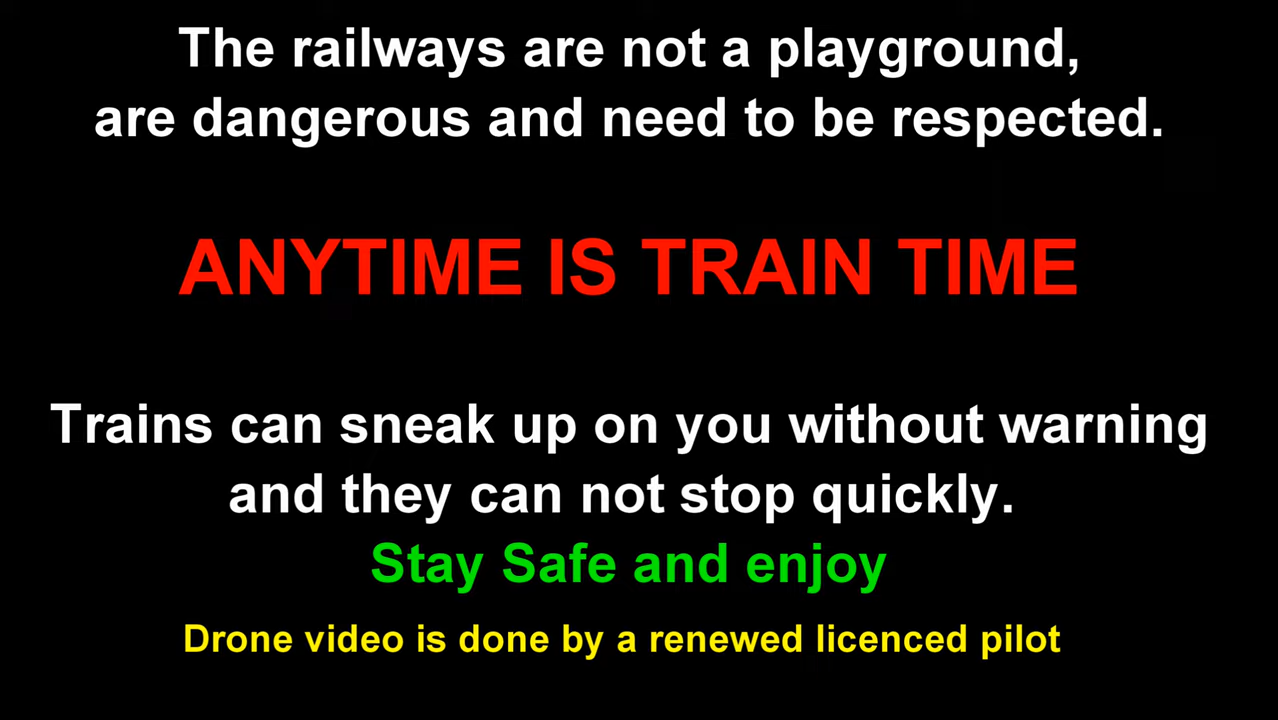 The railways are not a playground,
are dangerous and need to be respected.
ANYTIME IS TRAIN TIME
Trains can sneak up on you without warning
and they can not stop quickly.
Stay Safe and enjoy
Drone video is done by a renewed licenced pilot